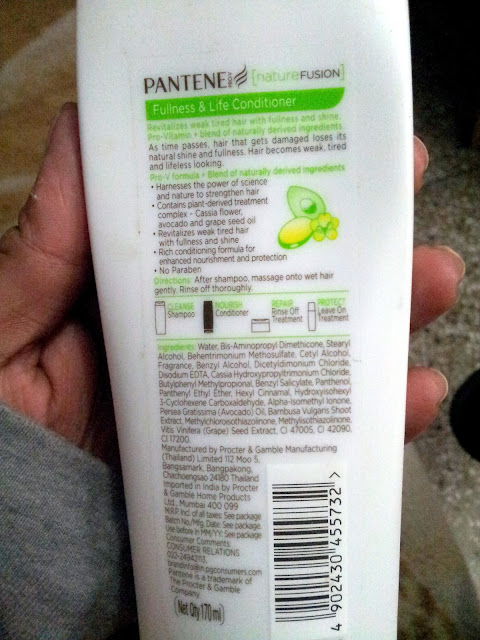 PANTENE PRO-V [natureFUSION]
Fullness & Life Conditioner
Revitalizes weak tired hair with fullness and shine.
Pro-Vitamin + blend of naturally derived ingredients.
As time passes, hair that gets damaged loses its
natural shine and fullness. Hair becomes weak, tired
and lifeless looking.
Pro-V formula + Blend of naturally derived ingredients
• Harnesses the power of science
and nature to strengthen hair
• Contains plant-derived treatment
complex - Cassia flower,
avocado and grape seed oil
• Revitalizes weak tired hair
with fullness and shine
• Rich conditioning formula for
enhanced nourishment and protection
• No Paraben
Directions: After shampoo, massage onto wet hair
gently. Rinse off thoroughly.
CLEANSE
Shampoo
NOURISH
Conditioner
REPAIR
Rinse Off
Treatment
PROTECT
Leave On
Treatment
Ingredients: Water, Bis-Aminopropyl Dimethicone, Stearyl
Alcohol, Behentrimonium Methosulfate, Cetyl Alcohol,
Fragrance, Benzyl Alcohol, Dicetyldimonium Chloride,
Disodium EDTA, Cassia Hydroxypropyltrimonium Chloride,
Butylphenyl Methylpropional, Benzyl Salicylate, Panthenol,
Panthenyl Ethyl Ether, Hexyl Cinnamal, Hydroxyisohexyl
3-Cyclohexene Carboxaldehyde, Alpha-Isomethyl Ionone,
Persea Gratissima (Avocado) Oil, Bambusa Vulgaris Shoot
Extract, Methylchloroisothiazolinone, Methylisothiazolinone,
Vitis Vinifera (Grape) Seed Extract, CI 47005, CI 42090,
CI 17200.
Manufactured by Procter & Gamble Manufacturing
(Thailand) Limited 112 Moo 5,
Bangsamark, Bangpakong,
Chachoengsao 24180 Thailand
Imported in India by Procter
& Gamble Home Products
Ltd., Mumbai 400 099
M.R.P. Incl. of all taxes: See package
Batch No./Mfg. Date: See package
Use before in MM/YY: See package
Consumer Comments:
CONSUMER RELATIONS
022-24942113,
Pantene is a trademark of
The Procter & Gamble
Company.
Net Qty 170ml
4 902430 455732 >